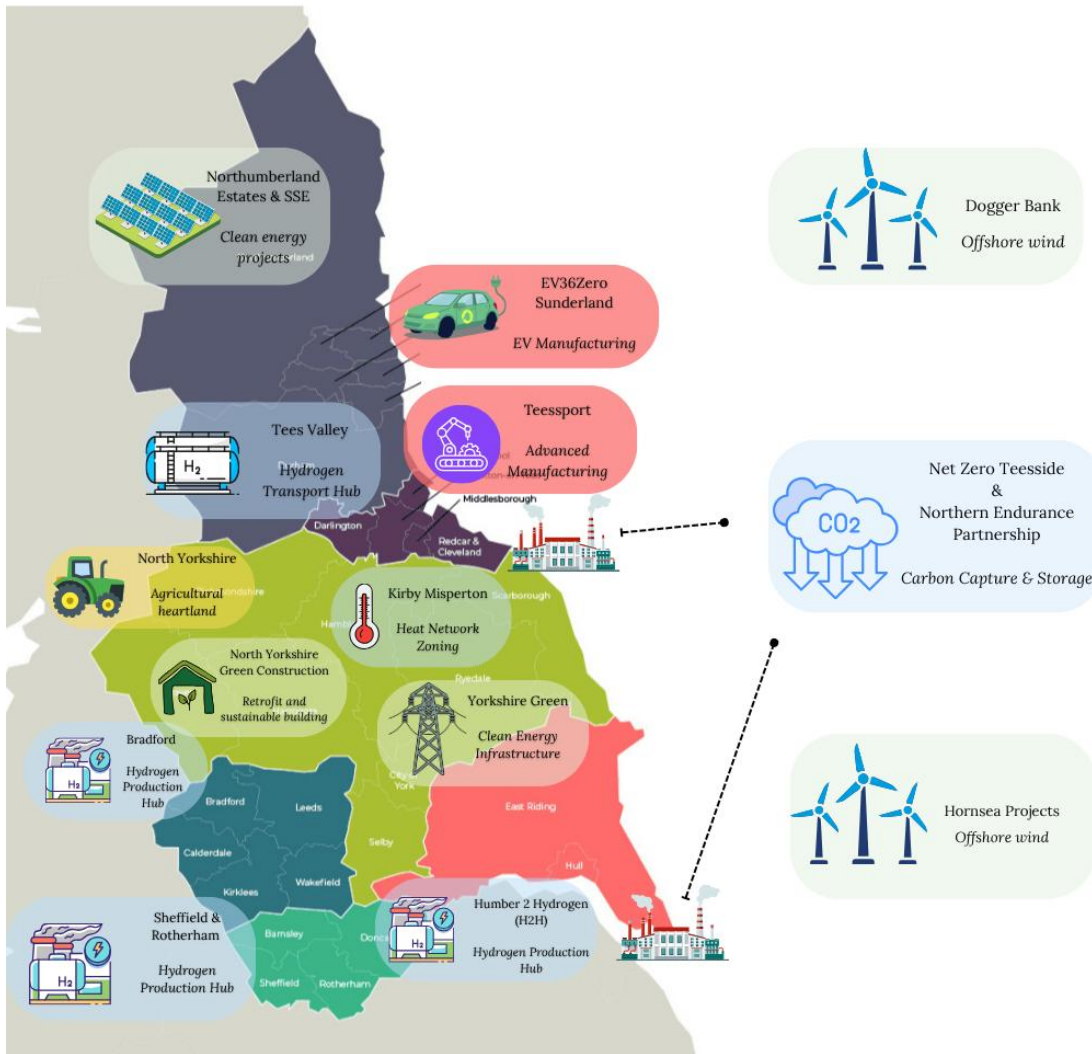 Northumberland
Estates & SSE
Clean energy
projects
Dogger Bank
Offshore wind
EV36Zero
Sunderland
EV Manufacturing
Teessport
Advanced
Manufacturing
Tees Valley
Hydrogen
Transport Hub
H2
Middlesborough
Darlington
Redcar &
Cleveland
CO2
Net Zero Teesside
&
Northern Endurance
Partnership
Carbon Capture & Storage
North Yorkshire
Agricultural
heartland
Kirby Misperton
Heat Network
Zoning
Scarborough
North Yorkshire
Green Construction
Retrofit and
sustainable building
Ryedale
Yorkshire Green
Clean Energy
Infrastructure
Bradford
Hydrogen
Production
Hub
H2
City
York
Bradford
Leeds
Calderdale
Kirklees
Wakefield
Selby
East Riding
Hull
Hornsea Projects
Offshore wind
Sheffield &
Rotherham
Hydrogen
Production Hub
H2
Barnsley
Sheffield
Rotherham
Humber 2 Hydrogen
(H2H)
Hydrogen Production
Hub
H2